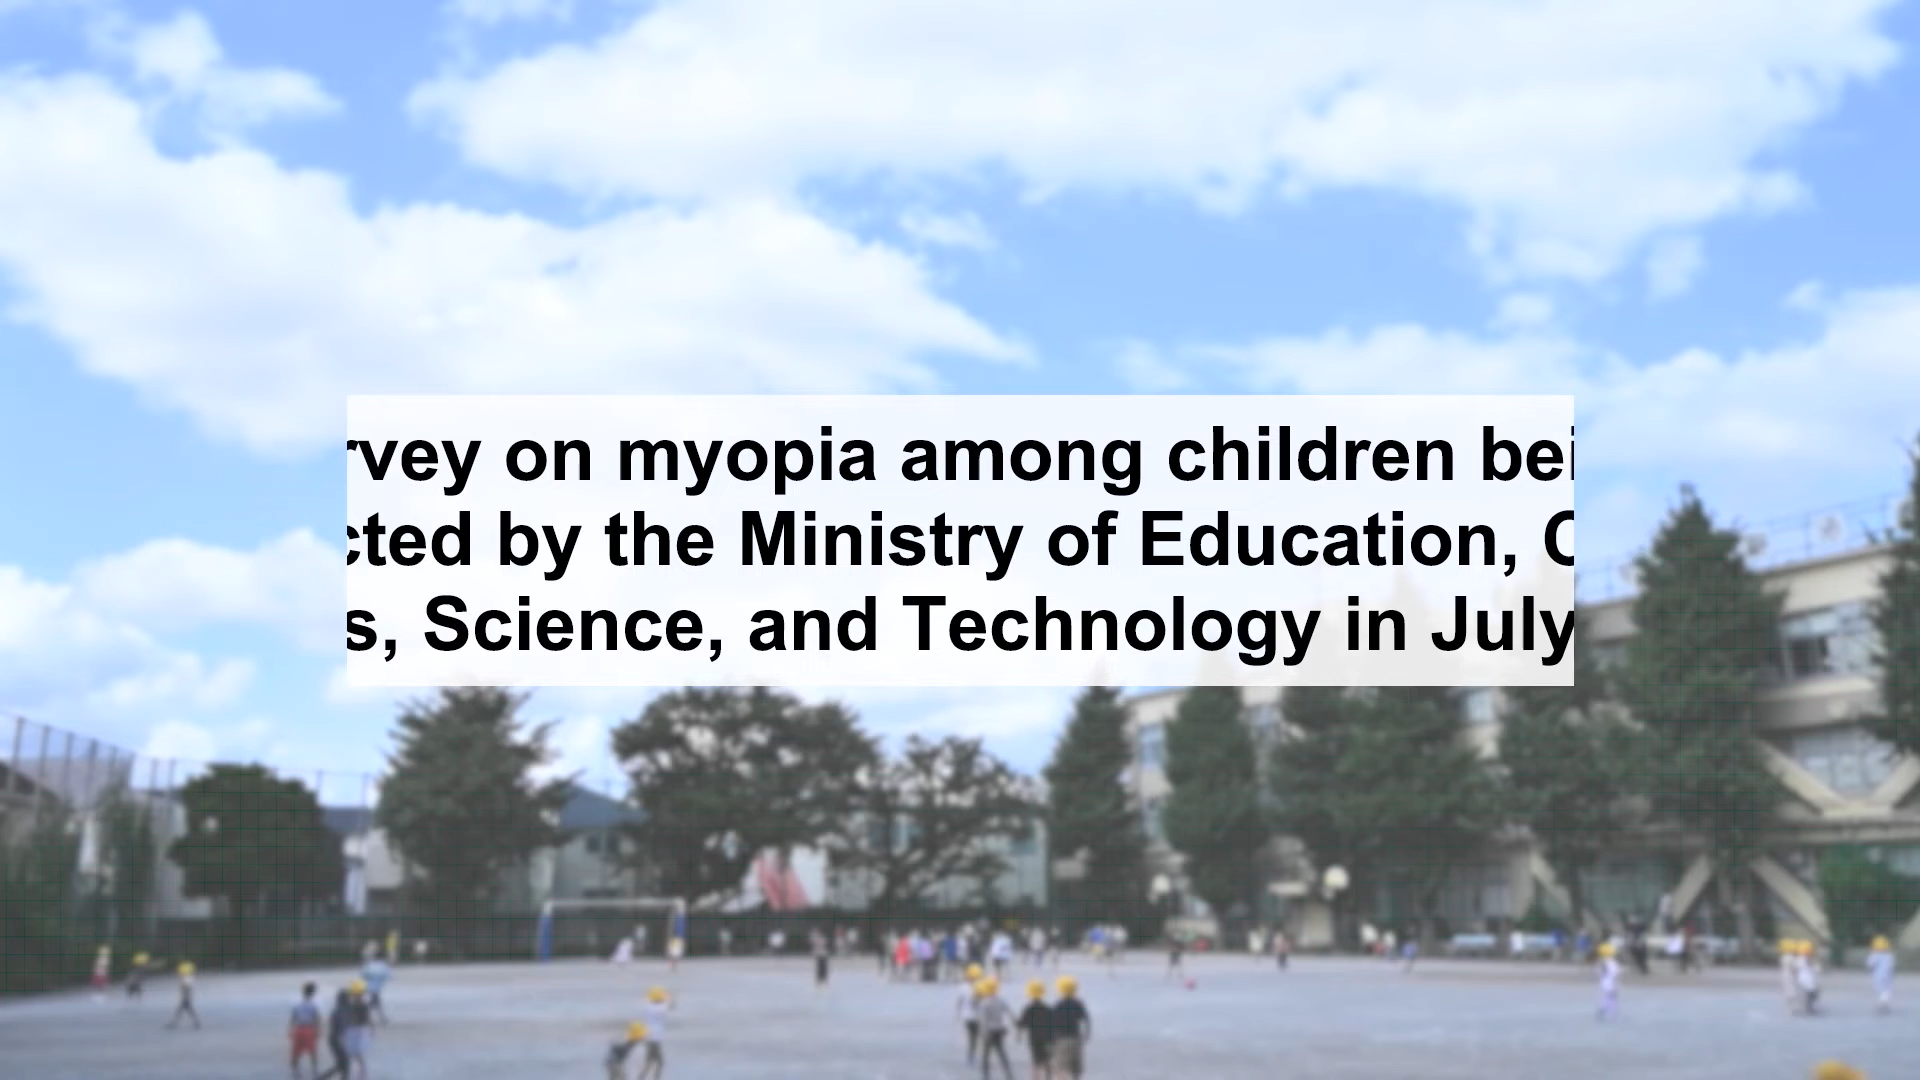 rvey on myopia among children bei
cted by the Ministry of Education, C
s, Science, and Technology in July